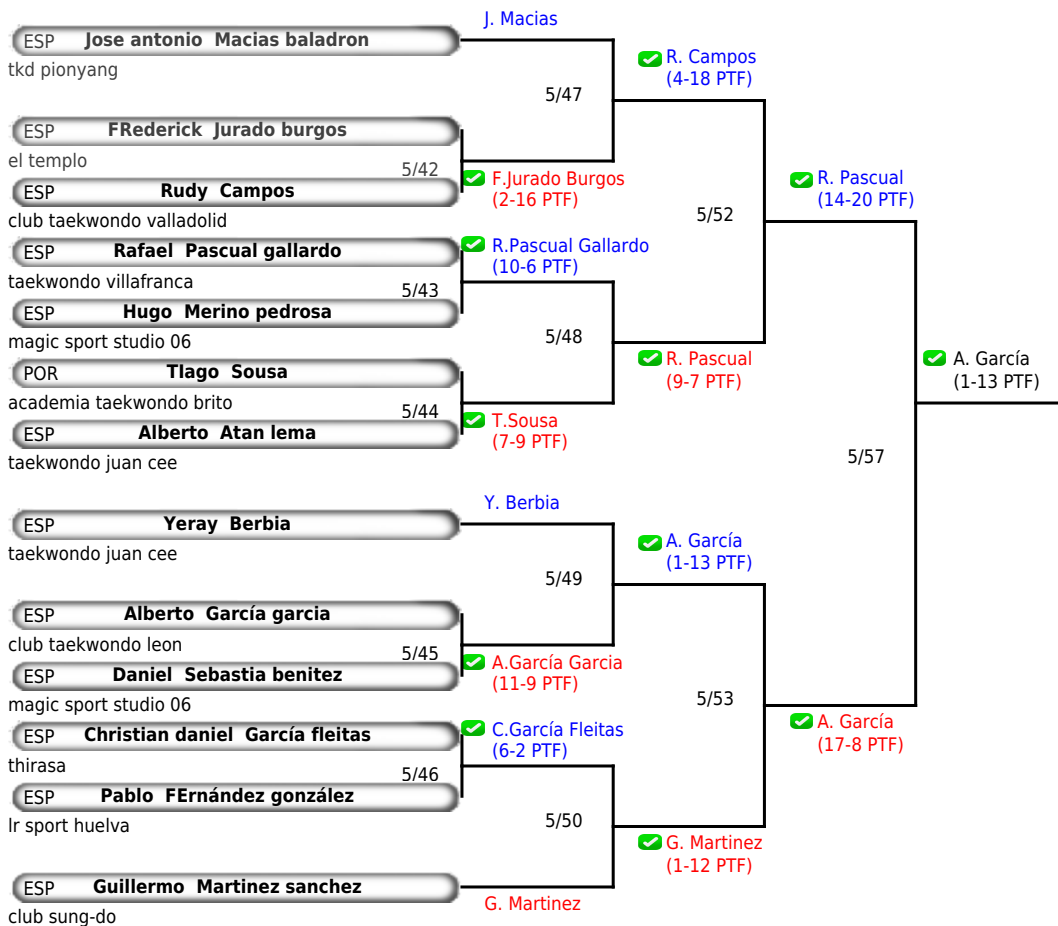 J. Macias
ESP Jose antonio Macias baladron
tkd pionyang
R. Campos
(4-18 PTF)
5/47
ESP FRederick Jurado burgos
el templo
5/42
F.Jurado Burgos
(2-16 PTF)
ESP Rudy Campos
club taekwondo valladolid
R. Pascual
(14-20 PTF)
5/52
ESP Rafael Pascual gallardo
taekwondo villafranca
R.Pascual Gallardo
(10-6 PTF)
5/43
ESP Hugo Merino pedrosa
magic sport studio 06
5/48
R. Pascual
(9-7 PTF)
A. García
(1-13 PTF)
POR TIago Sousa
academia taekwondo brito
5/44
T.Sousa
(7-9 PTF)
ESP Alberto Atan lema
taekwondo juan cee
5/57
Y. Berbia
ESP Yeray Berbia
taekwondo juan cee
A. García
(1-13 PTF)
5/49
ESP Alberto García garcia
club taekwondo leon
5/45
A.García Garcia
(11-9 PTF)
ESP Daniel Sebastia benitez
magic sport studio 06
5/53
A. García
(17-8 PTF)
ESP Christian daniel García fleitas
thirasa
C.García Fleitas
(6-2 PTF)
5/46
ESP Pablo FErnández gonzález
lr sport huelva
5/50
G. Martinez
(1-12 PTF)
ESP Guillermo Martinez sanchez
club sung-do
G. Martinez